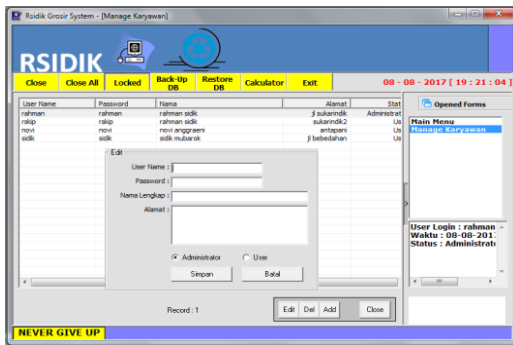 Rsidik Grosir System - [Manage Karyawan]
RSIDIK
Close Close All Locked Back-Up DB Restore DB Calculator Exit 08 - 08 - 2017 [ 19 : 21 : 04 ]
User Name Password Nama Alamat Stat
rahman rahman rahman sidik jl sukarindik Administrat
rskip rskip rahman sidik sukarindik2 Us
novi novi novi anggraeni antapani Us
sidik sidik sidik mubarok jl bebedahan Us
Edit
User Name :
Password :
Nama Lengkap :
Alamat :
Administrator User
Simpan Batal
Record : 1
Edit Del Add Close
Opened Forms
Main Menu
Manage Karyawan
User Login : rahman
Waktu : 08-08-201
Status : Administrat
NEVER GIVE UP